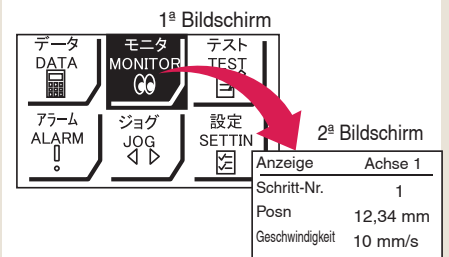 1ª Bildschirm
データ モニタ テスト
DATA MONITOR TEST
アラーム ジョグ 設定
ALARM JOG SETTIN
2ª Bildschirm
Anzeige Achse 1
Schritt-Nr. 1
Posn 12,34 mm
Geschwindigkeit 10 mm/s